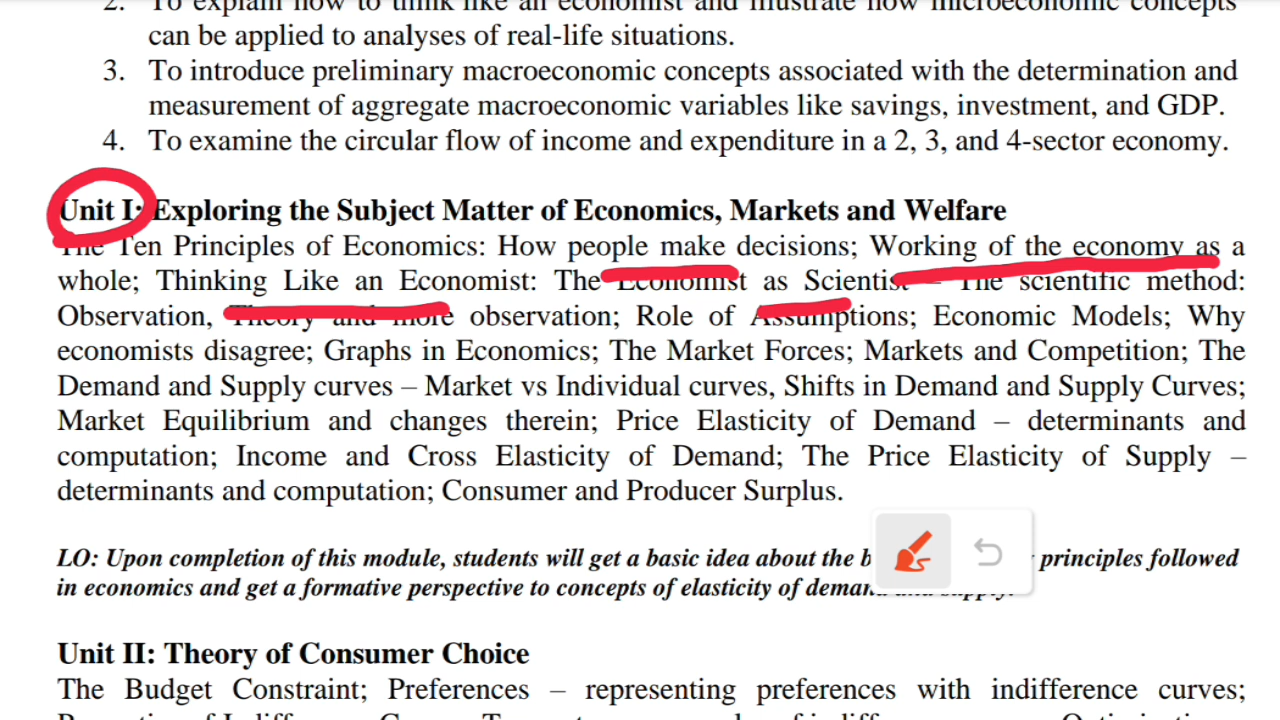 2. To explain how to think like an economist and illustrate how microeconomic concepts
can be applied to analyses of real-life situations.
3. To introduce preliminary macroeconomic concepts associated with the determination and
measurement of aggregate macroeconomic variables like savings, investment, and GDP.
4. To examine the circular flow of income and expenditure in a 2, 3, and 4-sector economy.
Unit I: Exploring the Subject Matter of Economics, Markets and Welfare
The Ten Principles of Economics: How people make decisions; Working of the economy as a
whole; Thinking Like an Economist: The Economist as Scientist – The scientific method:
Observation, Theory and more observation; Role of Assumptions; Economic Models; Why
economists disagree; Graphs in Economics; The Market Forces; Markets and Competition; The
Demand and Supply curves – Market vs Individual curves, Shifts in Demand and Supply Curves;
Market Equilibrium and changes therein; Price Elasticity of Demand – determinants and
computation; Income and Cross Elasticity of Demand; The Price Elasticity of Supply –
determinants and computation; Consumer and Producer Surplus.
LO: Upon completion of this module, students will get a basic idea about the principles followed
in economics and get a formative perspective to concepts of elasticity of demand and supply.
Unit II: Theory of Consumer Choice
The Budget Constraint; Preferences – representing preferences with indifference curves;